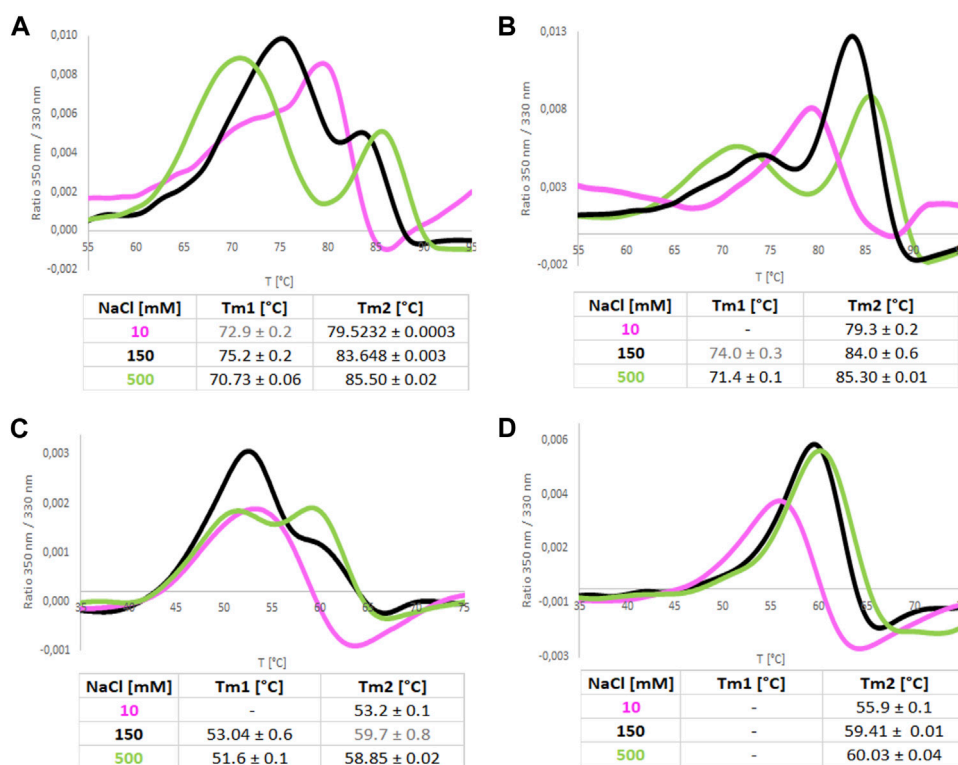 A
Ratio 350 nm / 330 nm
0,010
0,008
0,006
0,004
0,002
0,000
-0,002
55 60 65 70 75 80 85 90 95
T [°C]
NaCl [mM] Tm1 [°C] Tm2 [°C]
10 72.9 ± 0.2 79.5232 ± 0.0003
150 75.2 ± 0.2 83.648 ± 0.003
500 70.73 ± 0.06 85.50 ± 0.02
B
Ratio 350 nm / 330 nm
0,013
0,008
0,003
-0,002
55 60 65 70 75 80 85 90
T [°C]
NaCl [mM] Tm1 [°C] Tm2 [°C]
10 - 79.3 ± 0.2
150 74.0 ± 0.3 84.0 ± 0.6
500 71.4 ± 0.1 85.30 ± 0.01
C
Ratio 350 nm / 330 nm
0,003
0,002
0,001
0,000
-0,001
35 40 45 50 55 60 65 70 75
T [°C]
NaCl [mM] Tm1 [°C] Tm2 [°C]
10 - 53.2 ± 0.1
150 53.04 ± 0.6 59.7 ± 0.8
500 51.6 ± 0.1 58.85 ± 0.02
D
Ratio 350 nm / 330 nm
0,006
0,004
0,002
-0,001
-0,003
35 40 45 50 55 60 65 70
T [°C]
NaCl [mM] Tm1 [°C] Tm2 [°C]
10 - 55.9 ± 0.1
150 - 59.41 ± 0.01
500 - 60.03 ± 0.04